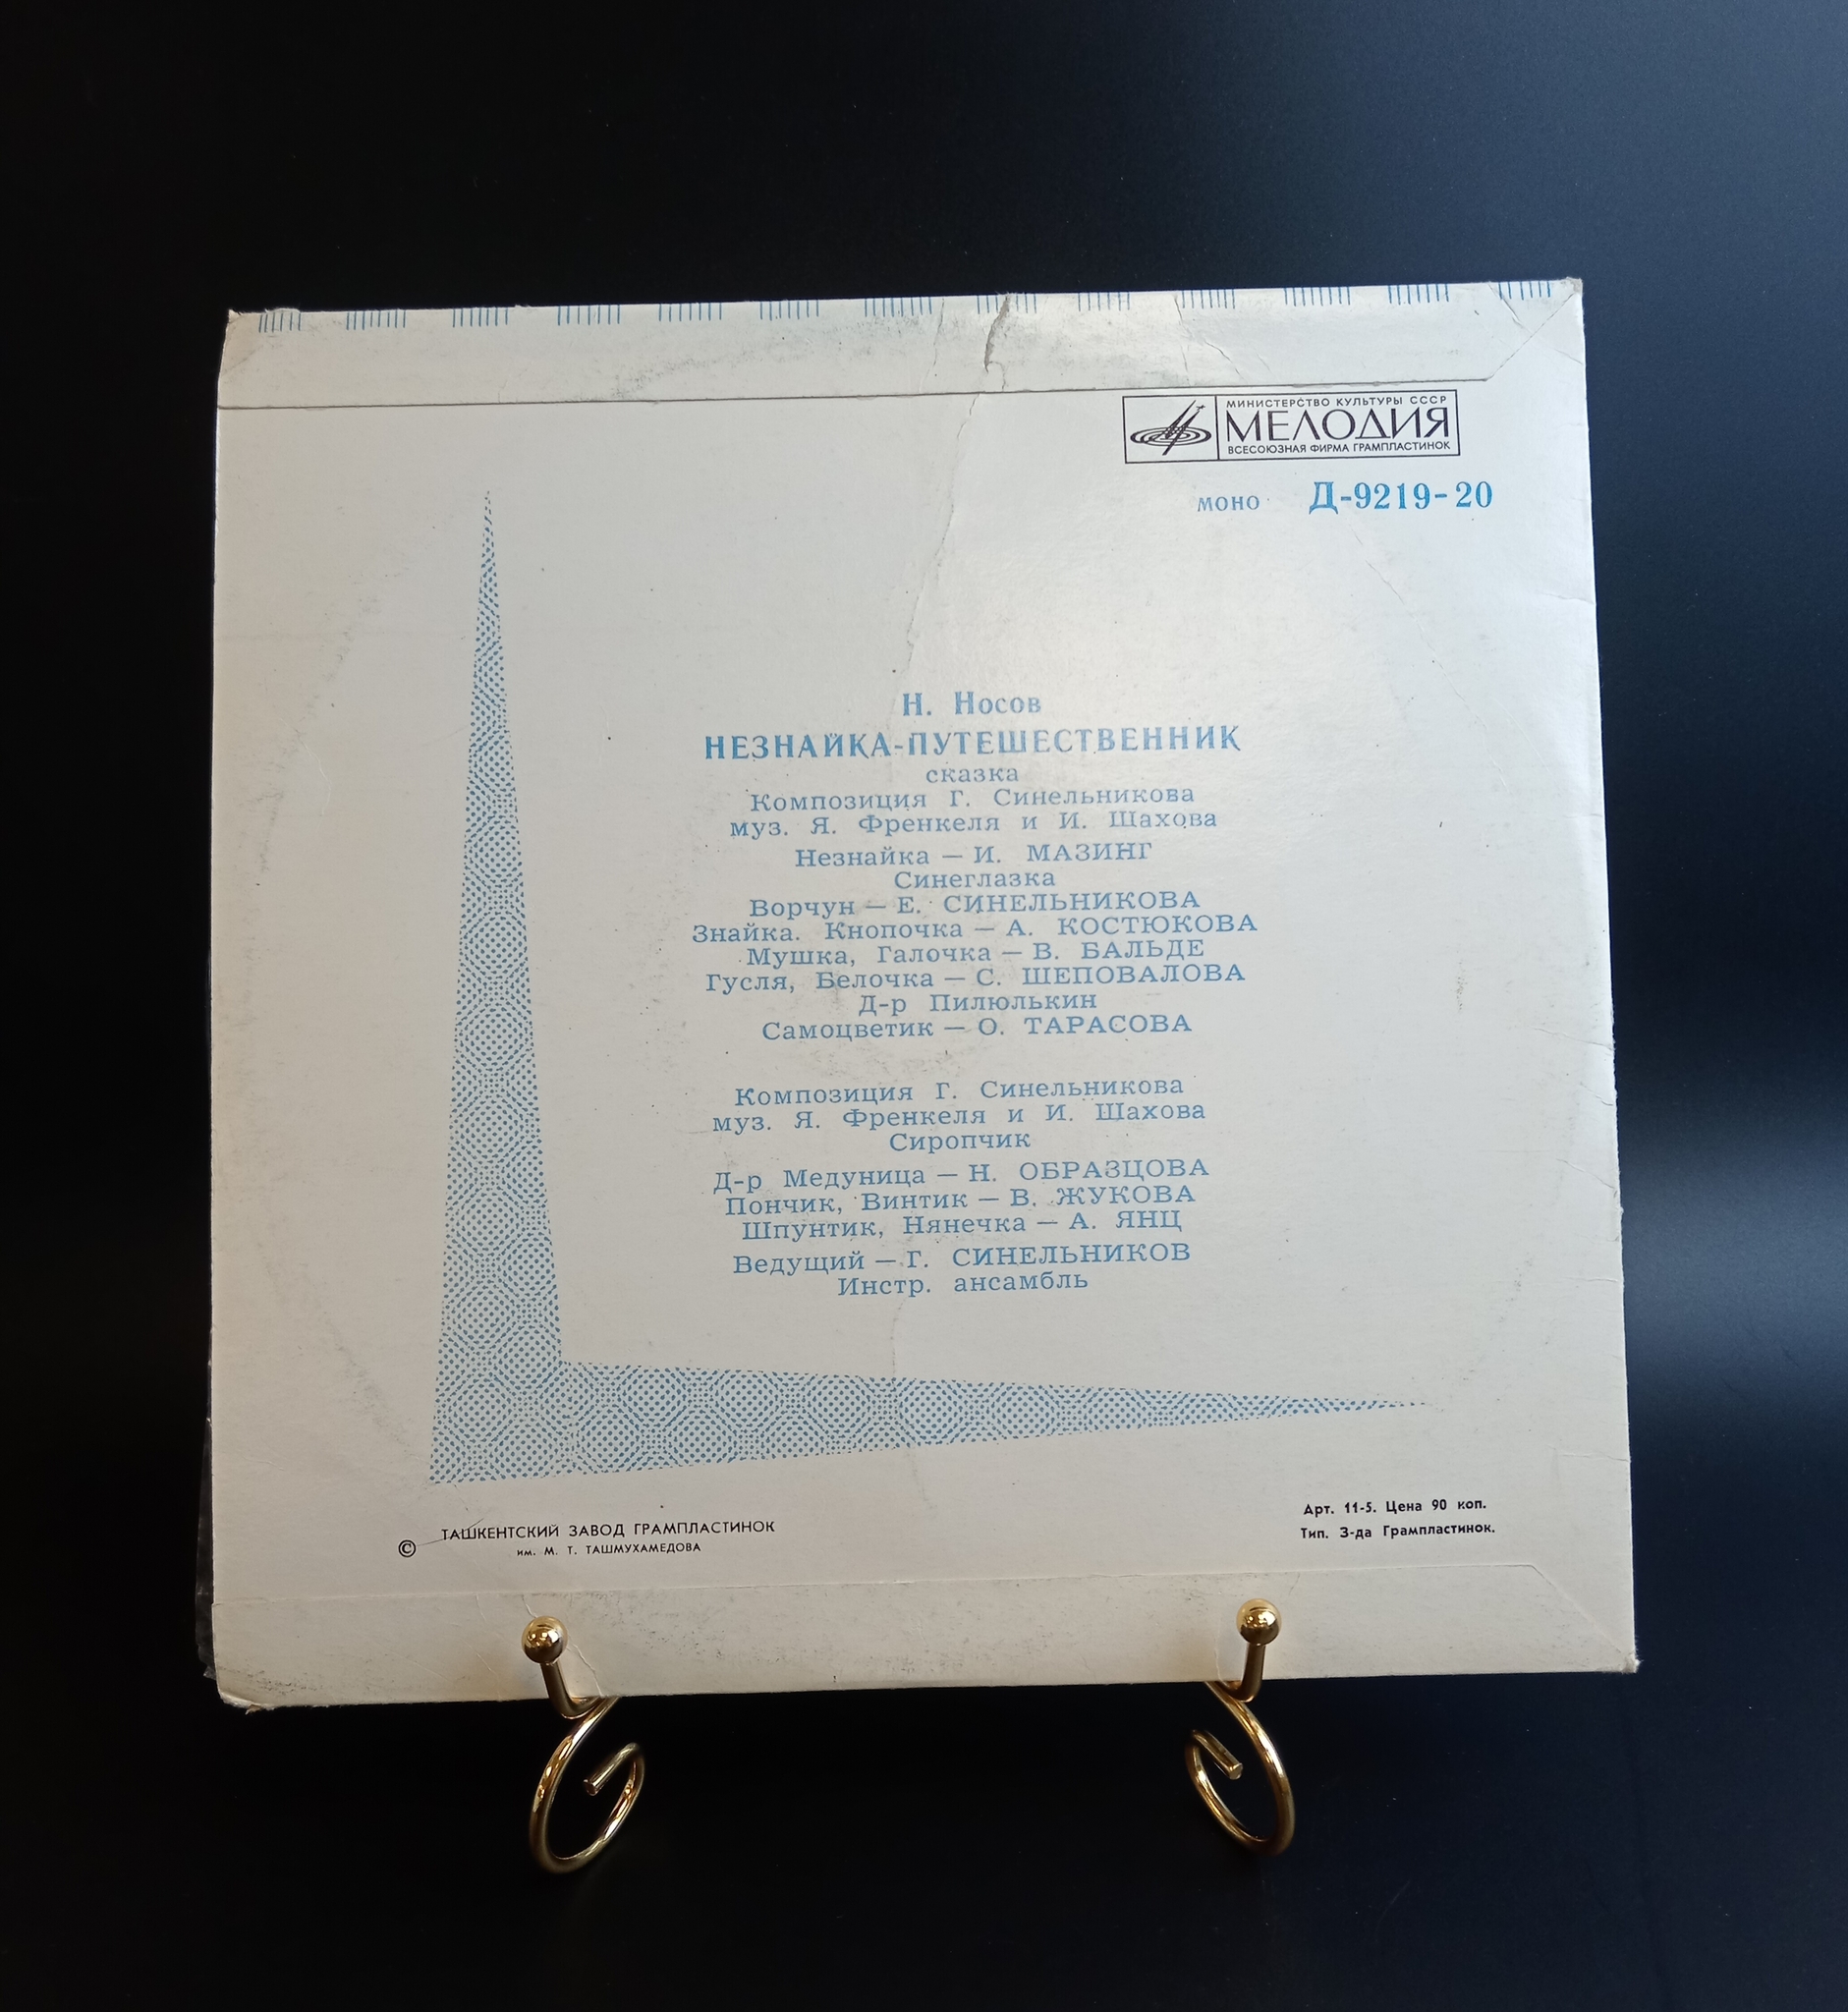 МИНИСТЕРСТВО КУЛЬТУРЫ СССР
МЕЛОДИЯ
ВСЕСОЮЗНАЯ ФИРМА ГРАМПЛАСТИНОК
МОНО Д-9219-20
Н. Носов
НЕЗНАЙКА-ПУТЕШЕСТВЕННИК
сказка
Композиция Г. Синельникова
муз. Я. Френкеля и И. Шахова
Незнайка — И. МАЗИНГ
Синеглазка
Ворчун — Е. СИНЕЛЬНИКОВА
Знайка. Кнопочка — А. КОСТЮКОВА
Мушка, Галочка — В. БАЛЬДЕ
Гусля, Белочка — С. ШЕПОВАЛОВА
Д-р Пилюлькин
Самоцветик — О. ТАРАСОВА
Композиция Г. Синельникова
муз. Я. Френкеля и И. Шахова
Сиропчик
Д-р Медуница — Н. ОБРАЗЦОВА
Пончик, Винтик — В. ЖУКОВА
Шпунтик, Нянечка — А. ЯНЦ
Ведущий — Г. СИНЕЛЬНИКОВ
Инстр. ансамбль
© ТАШКЕНТСКИЙ ЗАВОД ГРАМПЛАСТИНОК
им. М. Т. ТАШМУХАМЕДОВА
Арт. 11-5. Цена 90 коп.
Тип. З-да Грампластинок.